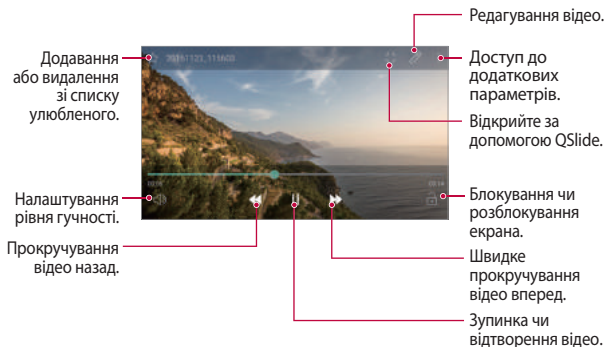 Редагування відео.
Додавання
або видалення
зі списку
улюбленого.
20161123_111603
Доступ до
додаткових
параметрів.
Відкрийте за
допомогою QSlide.
Налаштування
рівня гучності.
Блокування чи
розблокування
екрана.
Прокручування
відео назад.
Швидке
прокручування
відео вперед.
Зупинка чи
відтворення відео.